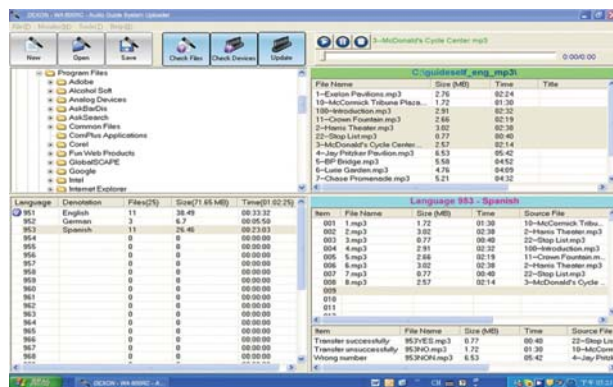 New Open Save Check Files Check Devices Update
3-McDonald's Cycle Center mp3
0:00/0:00
Program Files
Adobe
Alcohol Soft
Analog Devices
AskBarDis
AskSearch
Common Files
ComPlus Applications
Corel
Fun Web Products
GlobalSCAPE
Google
Intel
Internet Explorer
C:\guideself_eng_mp3\
File Name Size (MB) Time Title
1-Exelon Pavilions.mp3 2.76 02:24
10-McCormick Tribune Plaza... 1.72 01:30
100-Introduction.mp3 2.91 02:32
11-Crown Fountain.mp3 2.66 02:19
2-Harris Theater.mp3 3.02 02:38
22-Stop List.mp3 0.77 00:40
3-McDonald's Cycle Center... 2.57 02:14
4-Jay Pritzker Pavilion.mp3 6.53 05:42
5-BP Bridge.mp3 5.58 04:52
6-Lurie Garden.mp3 4.76 04:09
7-Chase Promenade.mp3 5.21 04:32
Language Denotation Files(25) Size(71.65 MB) Time(01:02:25)
951 English 11 38.49 00:33:32
952 German 3 6.7 00:05:50
953 Spanish 11 26.46 00:23:03
954 0 0 00:00:00
955 0 0 00:00:00
956 0 0 00:00:00
957 0 0 00:00:00
958 0 0 00:00:00
959 0 0 00:00:00
960 0 0 00:00:00
961 0 0 00:00:00
962 0 0 00:00:00
963 0 0 00:00:00
964 0 0 00:00:00
965 0 0 00:00:00
966 0 0 00:00:00
967 0 0 00:00:00
968 0 0 00:00:00
Language 953 - Spanish
Item File Name Size (MB) Time Source File
001 1.mp3 1.72 01:30 10-McCormick Tribu...
002 2.mp3 3.02 02:38 2-Harris Theater.mp3
003 3.mp3 0.77 00:40 22-Stop List.mp3
004 4.mp3 2.91 02:32 100-Introduction.mp3
005 5.mp3 2.66 02:19 11-Crown Fountain.m...
006 6.mp3 3.02 02:38 2-Harris Theater.mp3
007 7.mp3 0.77 00:40 22-Stop List.mp3
008 8.mp3 2.57 02:14 3-McDonald's Cycle ...
009
010
011
Item File Name Size (MB) Time Source File
Transfer successfully 953YES.mp3 0.77 00:40 22-Stop Lis
Transfer unsuccessfully 953NO.mp3 1.72 01:30 10-McCorm
Wrong number 953NON.mp3 6.53 05:42 4-Jay Pritz